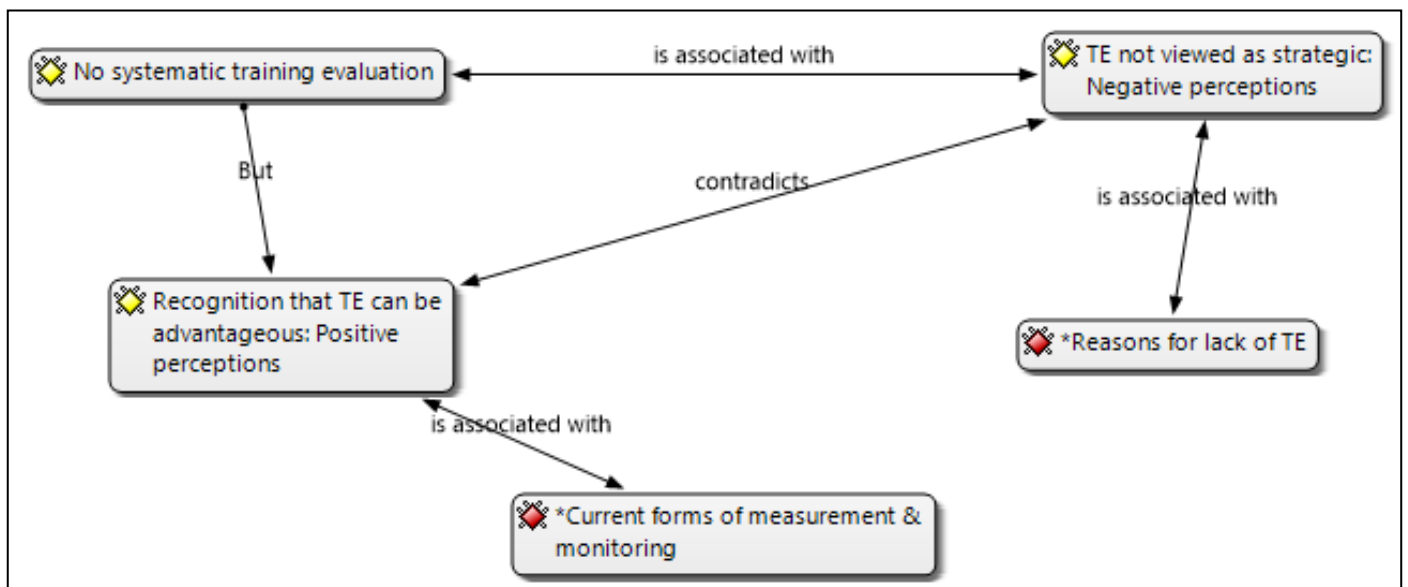 is associated with
No systematic training evaluation
TE not viewed as strategic:
Negative perceptions
But
contradicts
is associated with
Recognition that TE can be
advantageous: Positive
perceptions
*Reasons for lack of TE
is associated with
*Current forms of measurement &
monitoring